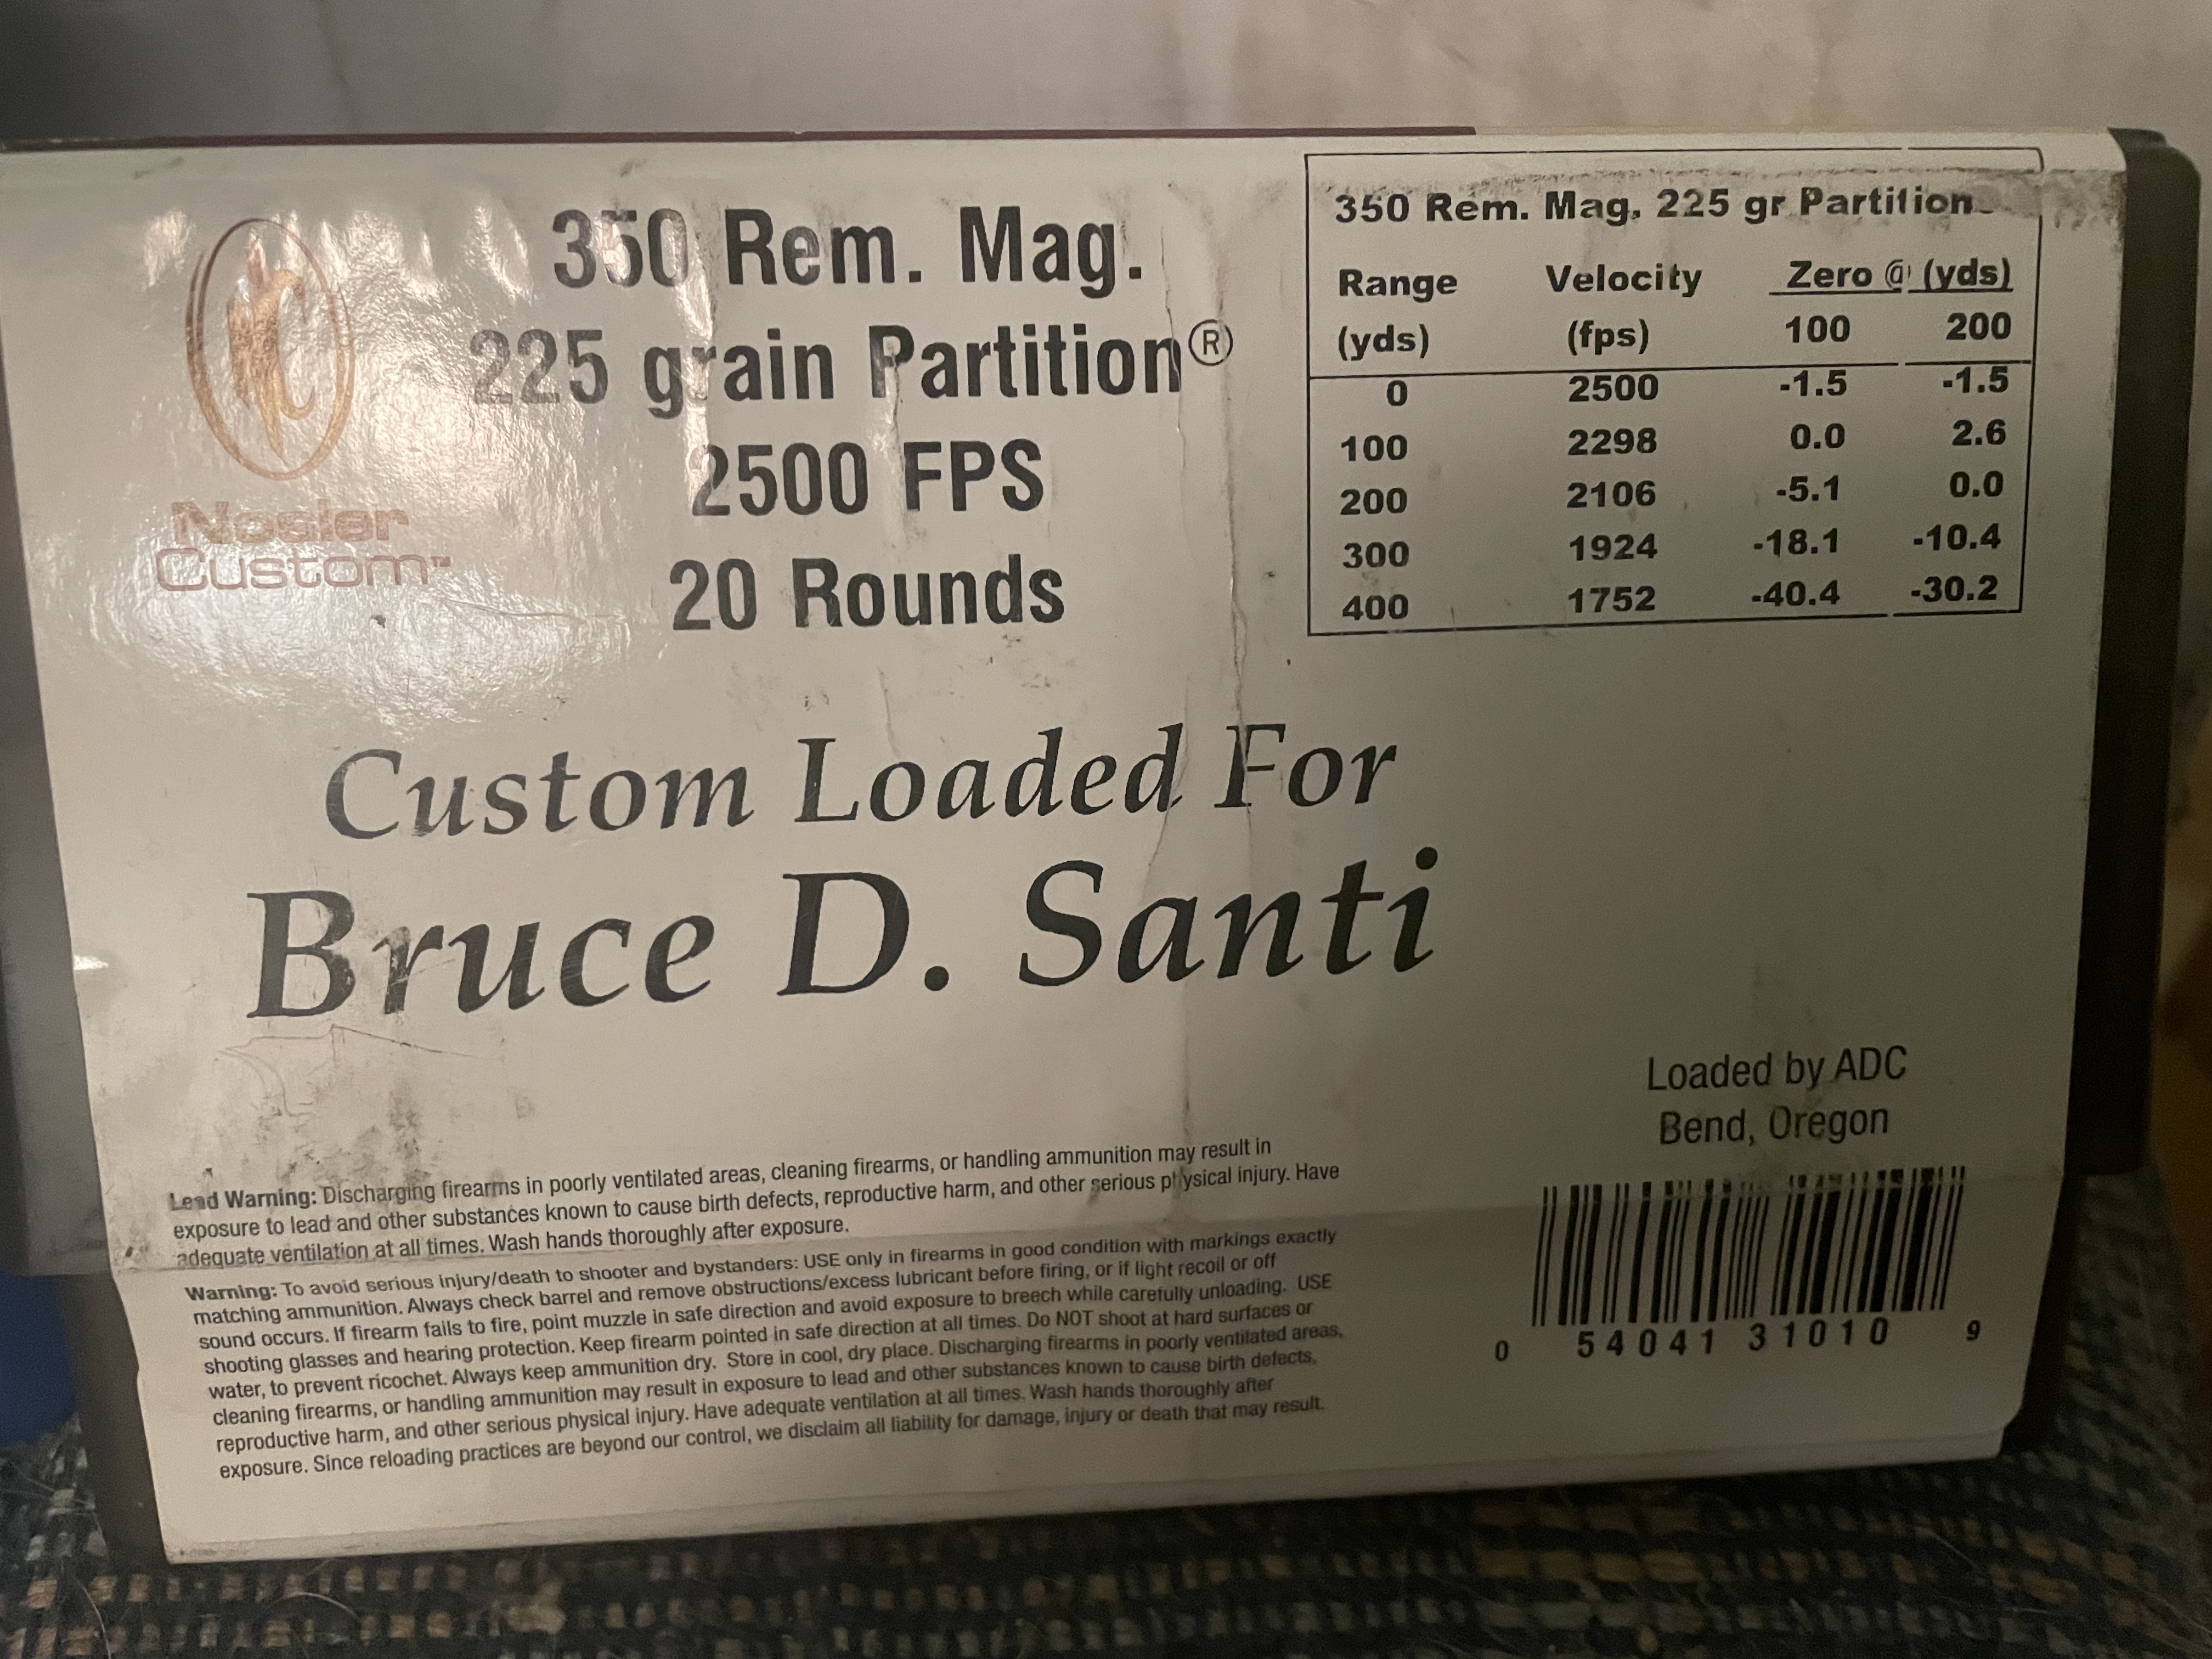 Nosler
Custom™
350 Rem. Mag.
225 grain Partition®
2500 FPS
20 Rounds
350 Rem. Mag. 225 gr Partition
Range Velocity Zero @ (yds)
(yds) (fps) 100 200
0 2500 -1.5 -1.5
100 2298 0.0 2.6
200 2106 -5.1 0.0
300 1924 -18.1 -10.4
400 1752 -40.4 -30.2
Custom Loaded For
Bruce D. Santi
Loaded by ADC
Bend, Oregon
Lead Warning: Discharging firearms in poorly ventilated areas, cleaning firearms, or handling ammunition may result in
exposure to lead and other substances known to cause birth defects, reproductive harm, and other serious physical injury. Have
adequate ventilation at all times. Wash hands thoroughly after exposure.
Warning: To avoid serious injury/death to shooter and bystanders: USE only in firearms in good condition with markings exactly
matching ammunition. Always check barrel and remove obstructions/excess lubricant before firing, or if light recoil or off
sound occurs. If firearm fails to fire, point muzzle in safe direction and avoid exposure to breech while carefully unloading. USE
shooting glasses and hearing protection. Keep firearm pointed in safe direction at all times. Do NOT shoot at hard surfaces or
water, to prevent ricochet. Always keep ammunition dry. Store in cool, dry place. Discharging firearms in poorly ventilated areas,
cleaning firearms, or handling ammunition may result in exposure to lead and other substances known to cause birth defects,
reproductive harm, and other serious physical injury. Have adequate ventilation at all times. Wash hands thoroughly after
exposure. Since reloading practices are beyond our control, we disclaim all liability for damage, injury or death that may result.
0 54041 31010 9